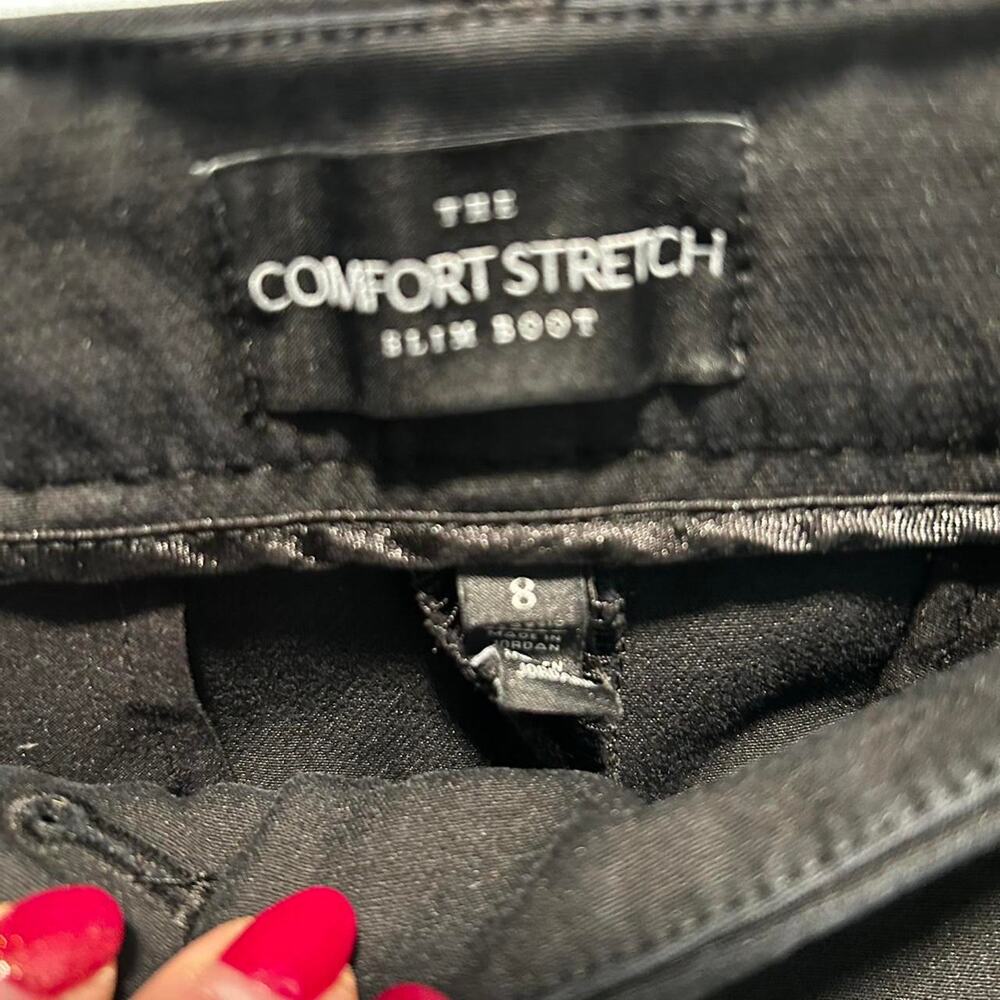 THE
COMFORT STRETCH
SLIM BOOT
8
MADE IN
JORDAN